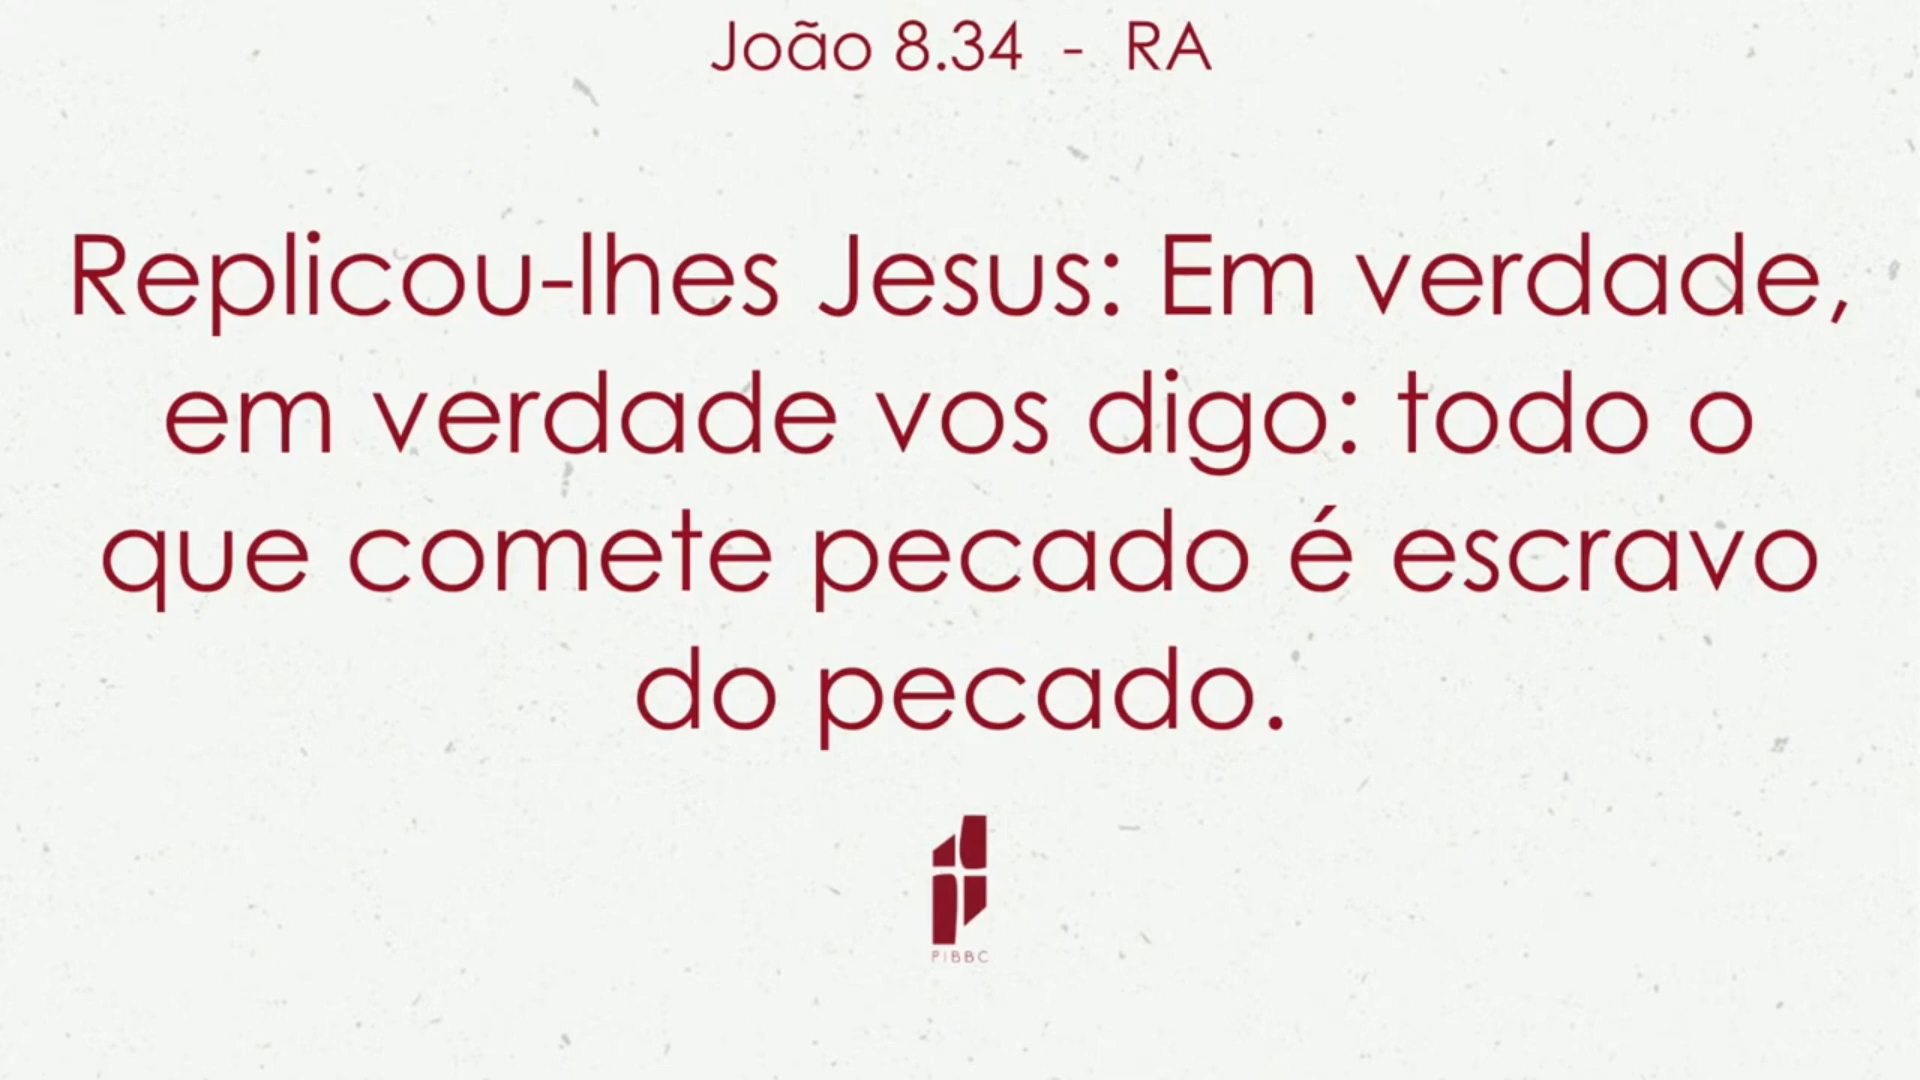 João 8.34 - RA
Replicou-lhes Jesus: Em verdade,
em verdade vos digo: todo o
que comete pecado é escravo
do pecado.
PIBBC